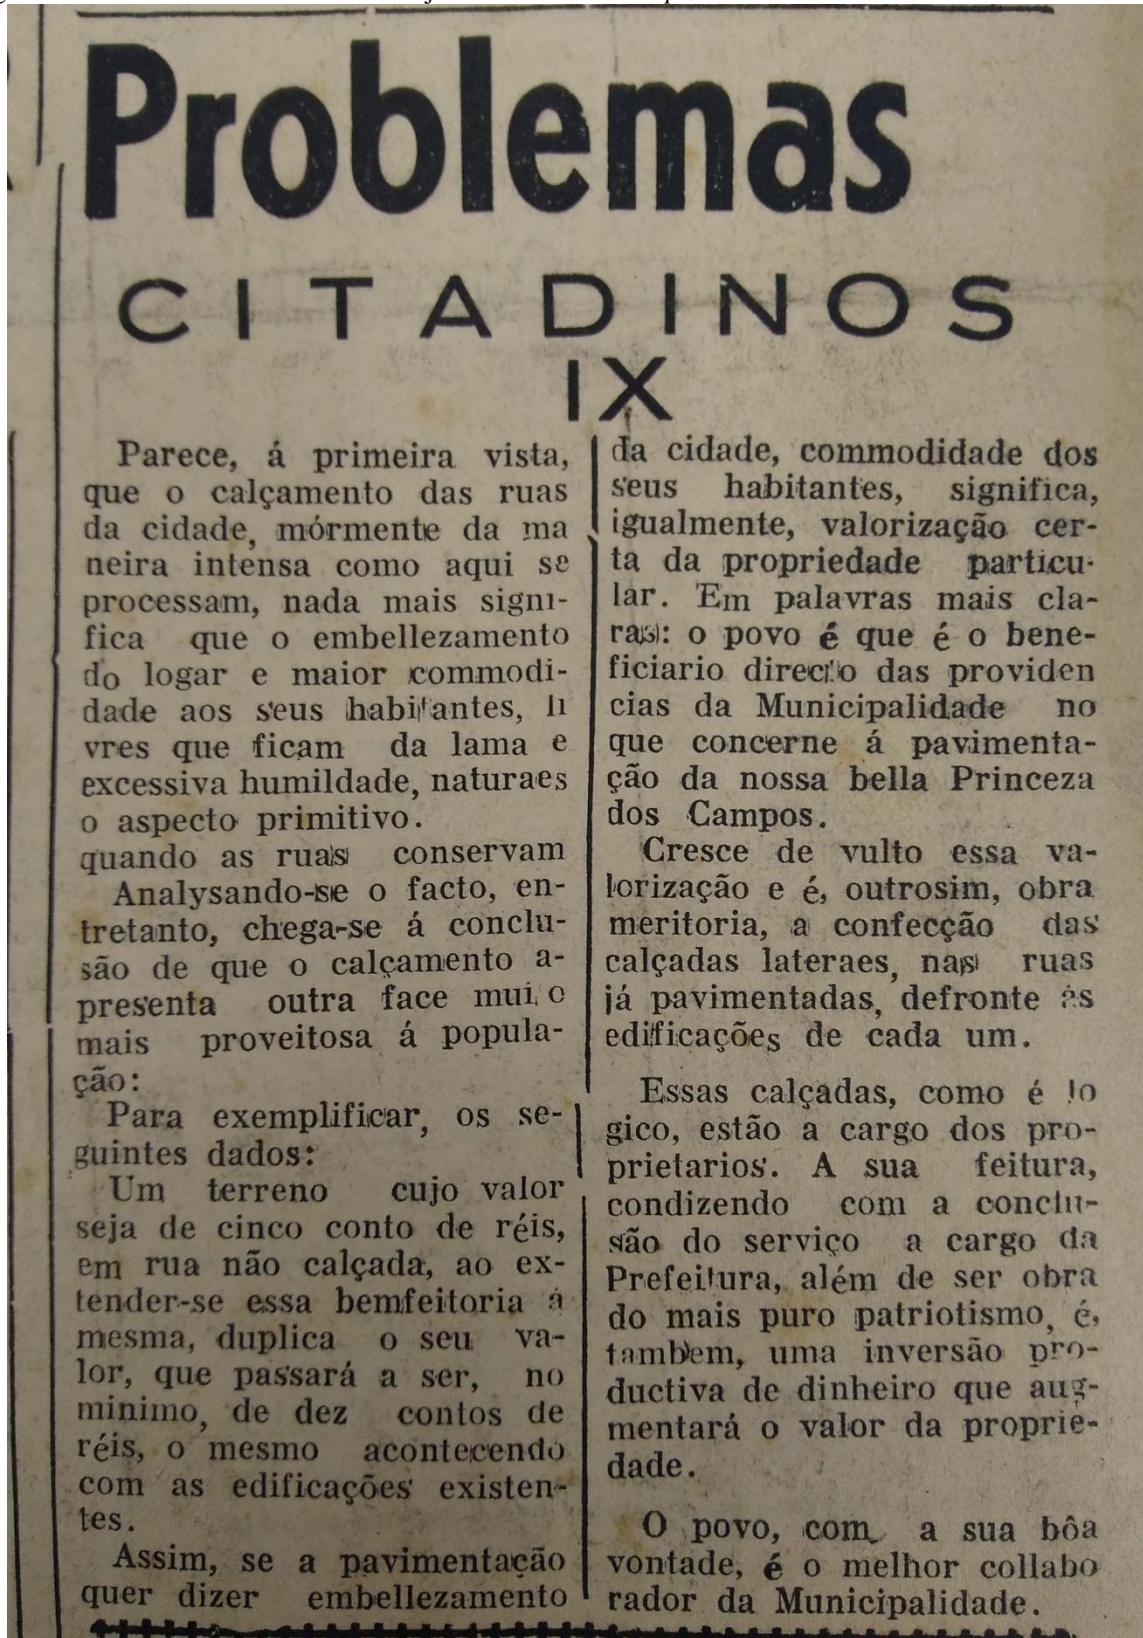 Problemas
CITADINOS
IX
Parece, á primeira vista,
que o calçamento das ruas
da cidade, mórmente da ma
neira intensa como aqui se
processam, nada mais signi-
fica que o embellezamento
do logar e maior commodi-
dade aos seus habitantes, li
vres que ficam da lama e
excessiva humildade, naturaes
o aspecto primitivo.
quando as ruas conservam
Analysando-se o facto, en-
tretanto, chega-se á conclu-
são de que o calçamento a-
presenta outra face muito
mais proveitosa á popula-
ção:
Para exemplificar, os se-
guintes dados:
Um terreno cujo valor
seja de cinco conto de réis,
em rua não calçada, ao ex-
tender-se essa bemfeitoria á
mesma, duplica o seu va-
lor, que passará a ser, no
minimo, de dez contos de
réis, o mesmo acontecendo
com as edificações existen-
tes.
Assim, se a pavimentação
quer dizer embellezamento
da cidade, commodidade dos
seus habitantes, significa,
igualmente, valorização cer-
ta da propriedade particu-
lar. Em palavras mais cla-
ras: o povo é que é o bene-
ficiario directo das providen
cias da Municipalidade no
que concerne á pavimenta-
ção da nossa bella Princeza
dos Campos.
Cresce de vulto essa va-
lorização e é, outrosim, obra
meritoria, a confecção das
calçadas lateraes, nas ruas
já pavimentadas, defronte ás
edificações de cada um.
Essas calçadas, como é lo
gico, estão a cargo dos pro-
prietarios. A sua feitura,
condizendo com a conclu-
são do serviço a cargo da
Prefeitura, além de ser obra
do mais puro patriotismo, é,
tambem, uma inversão pro-
ductiva de dinheiro que aug-
mentará o valor da proprie-
dade.
O povo, com a sua bôa
vontade, é o melhor collabo
rador da Municipalidade.